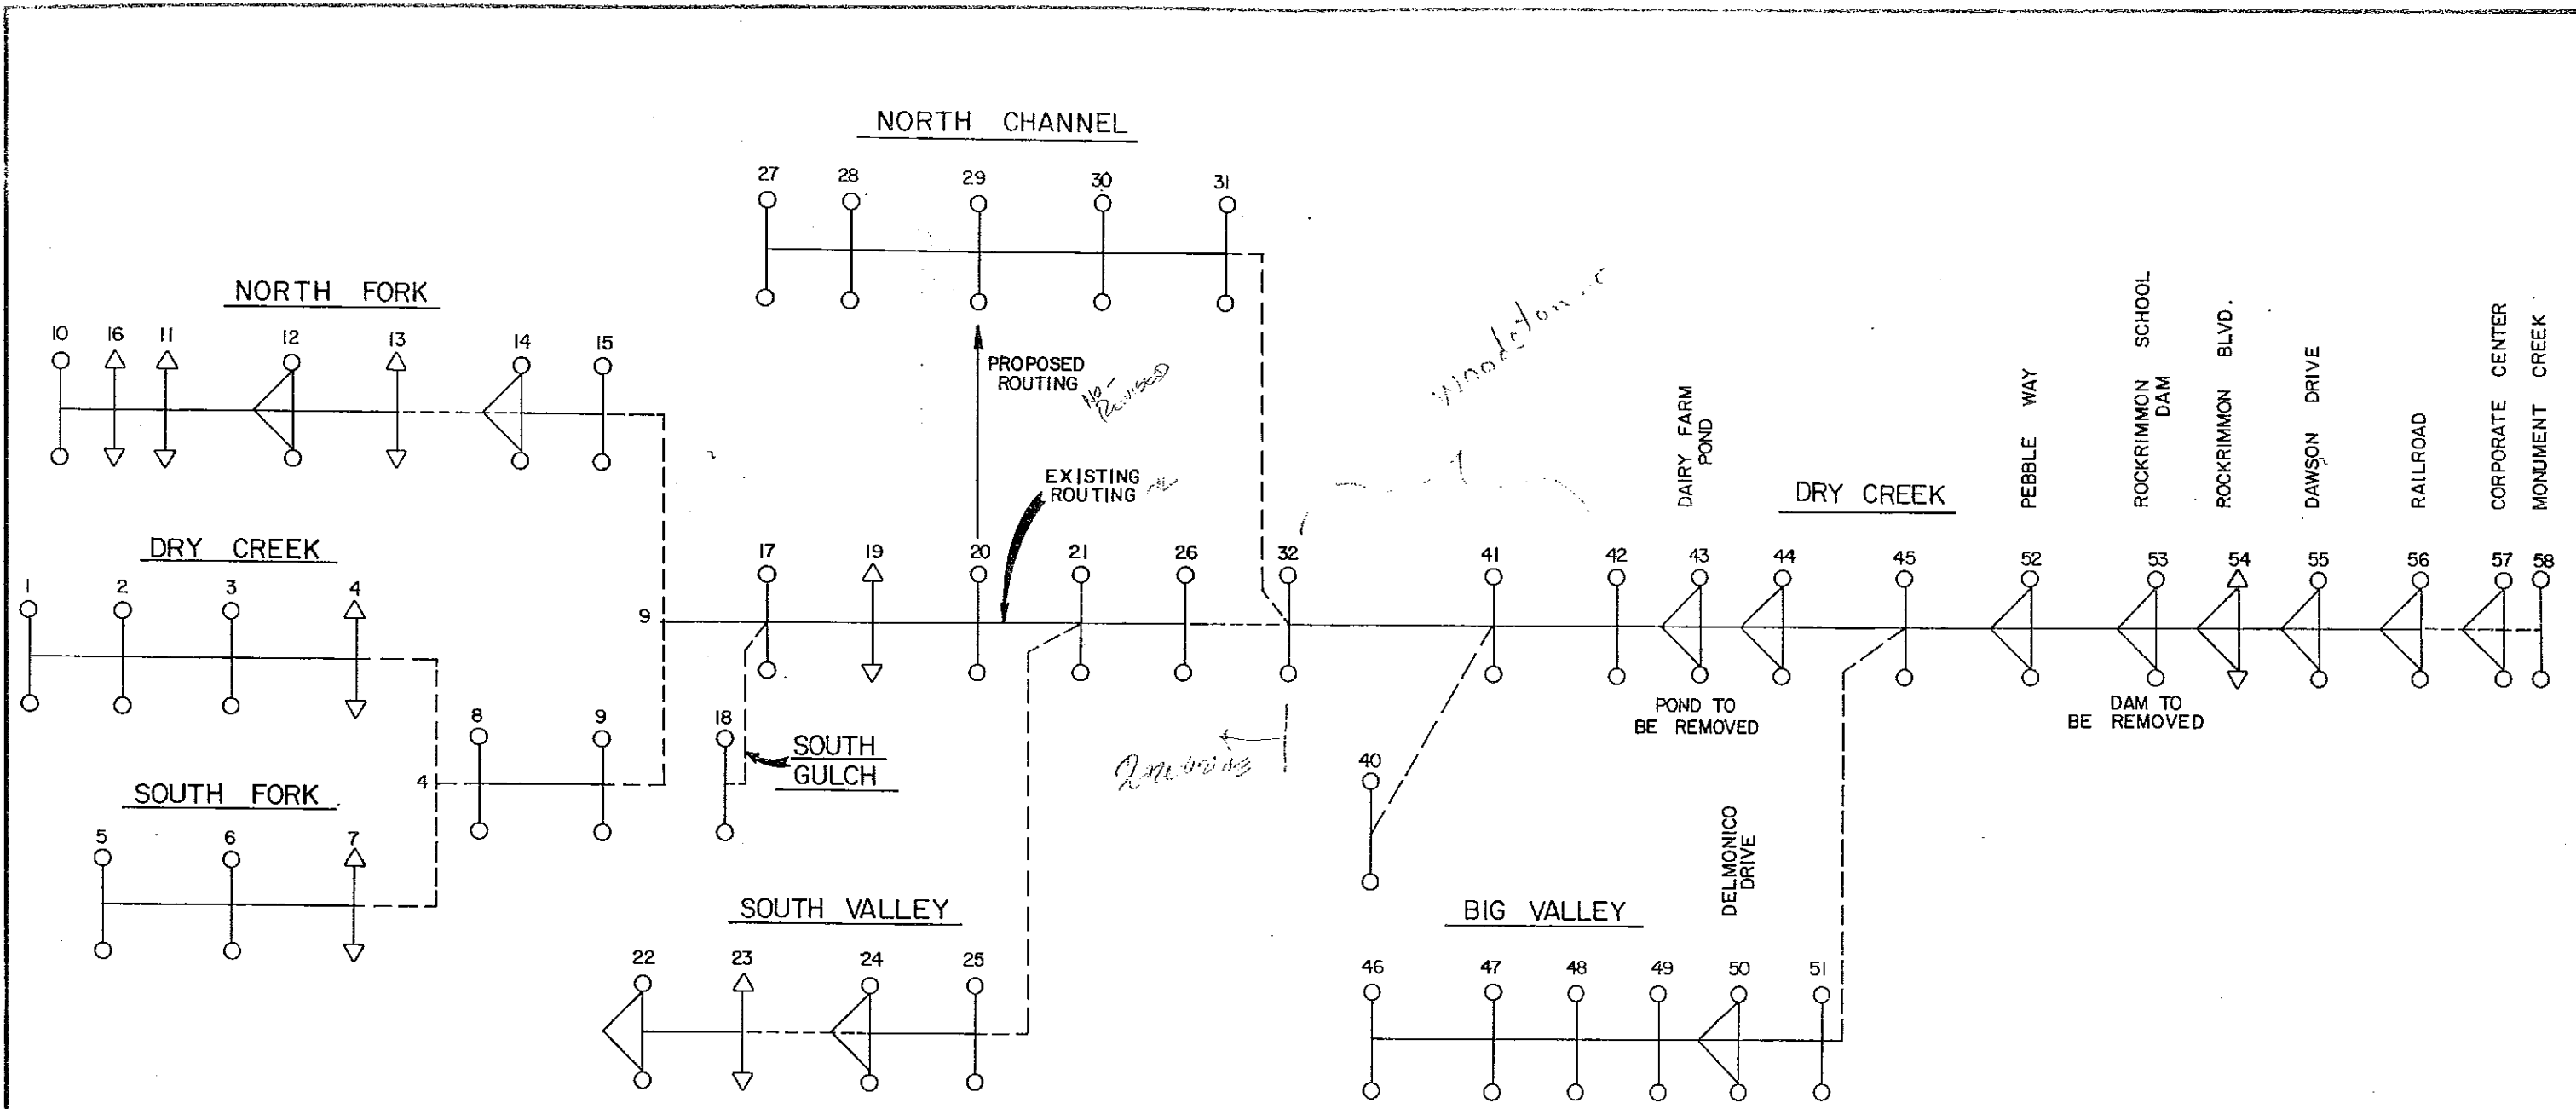 NORTH CHANNEL
27 28 29 30 31
NORTH FORK
10 16 11 12 13 14 15
PROPOSED
ROUTING
NO-
REVISED
EXISTING
ROUTING
DRY CREEK
1 2 3 4
9
17 19 20 21 26 32 41 42 43 44 45 52 53 54 55 56 57 58
DAIRY FARM
POND
DRY CREEK
PEBBLE WAY
ROCKRIMMON SCHOOL
DAM
ROCKRIMMON BLVD.
DAWSON DRIVE
RAILROAD
CORPORATE CENTER
MONUMENT CREEK
POND TO
BE REMOVED
DAM TO
BE REMOVED
4
8 9
18
SOUTH
GULCH
SOUTH FORK
5 6 7
40
SOUTH VALLEY
22 23 24 25
DELMONICO
DRIVE
BIG VALLEY
46 47 48 49 50 51